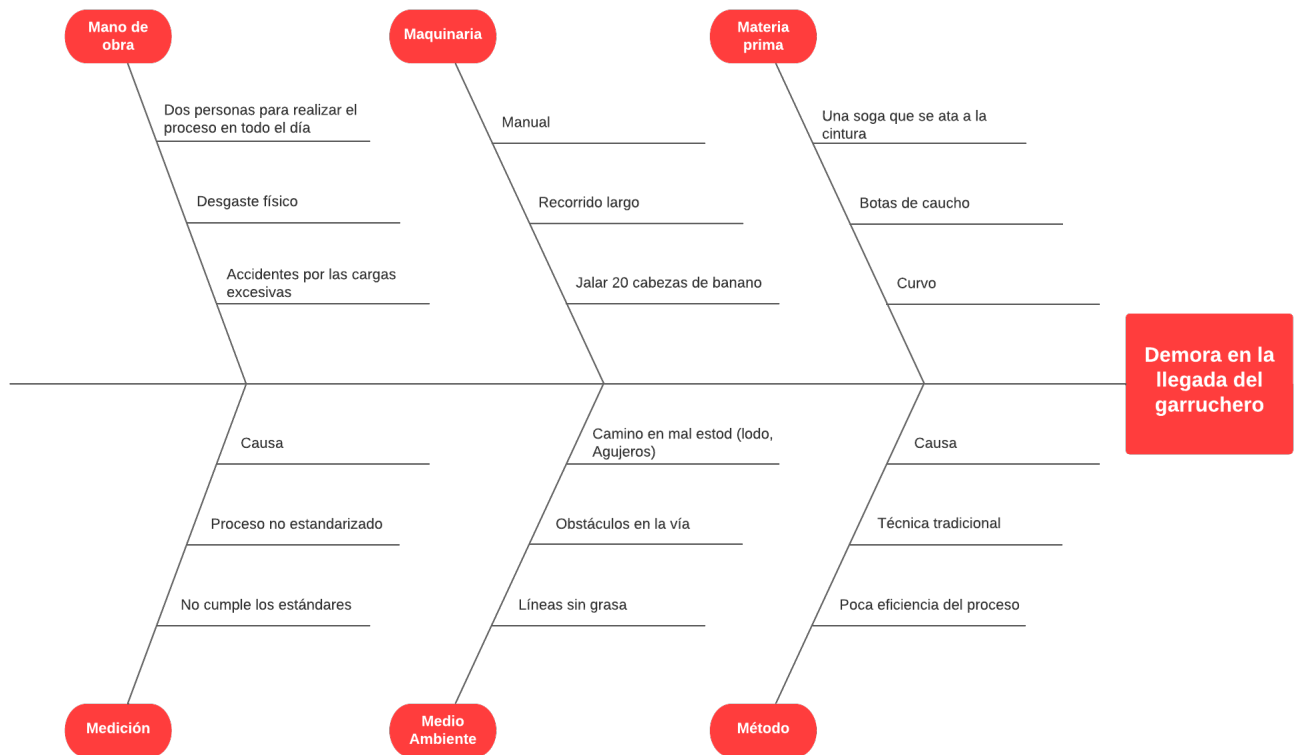 Mano de
obra
Maquinaria
Materia
prima
Dos personas para realizar el
proceso en todo el día
Manual
Una soga que se ata a la
cintura
Desgaste físico
Recorrido largo
Botas de caucho
Accidentes por las cargas
excesivas
Jalar 20 cabezas de banano
Curvo
Demora en la
llegada del
garruchero
Causa
Camino en mal estod (lodo,
Agujeros)
Causa
Proceso no estandarizado
Obstáculos en la vía
Técnica tradicional
No cumple los estándares
Líneas sin grasa
Poca eficiencia del proceso
Medición
Medio
Ambiente
Método